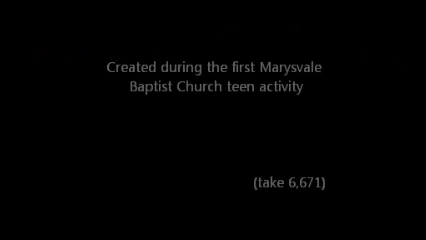 Created during the first Marysvale
Baptist Church teen activity
(take 6,671)